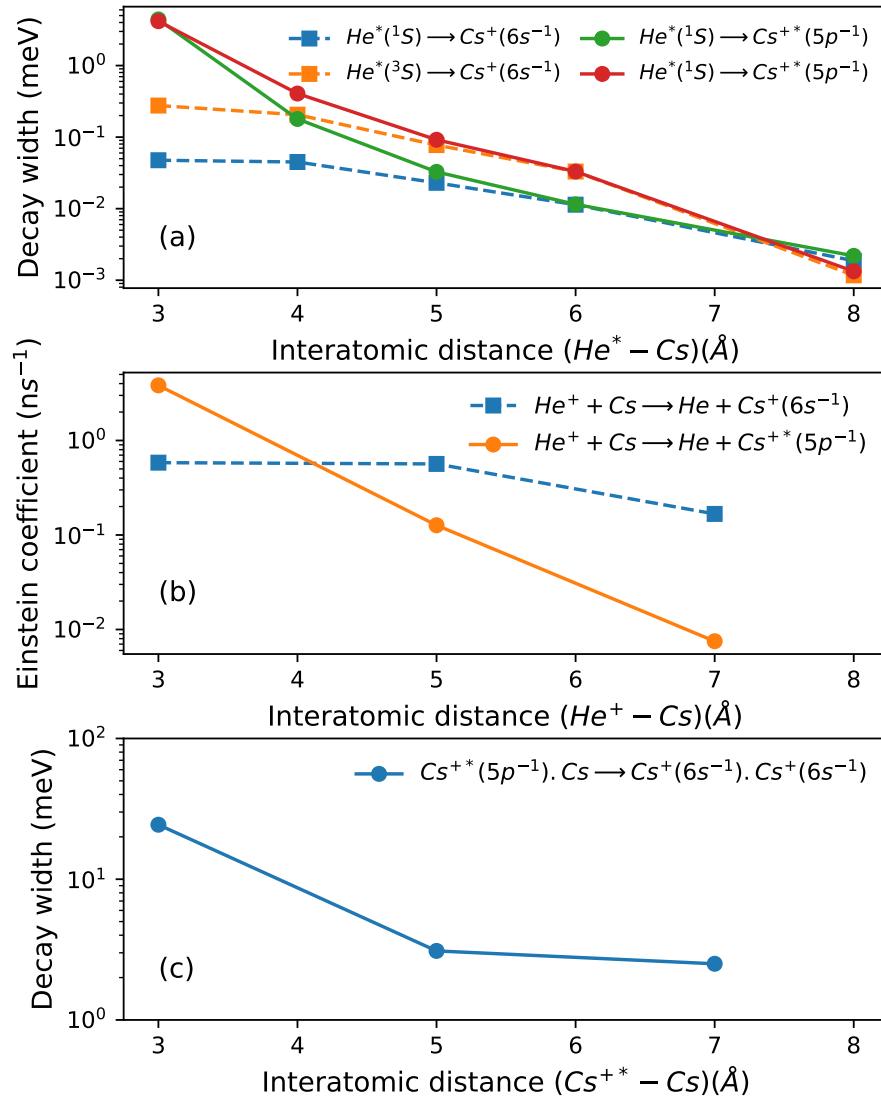 Decay width (meV)
10⁰
10⁻¹
10⁻²
10⁻³
He*(¹S) ⟶ Cs⁺(6s⁻¹)
He*(³S) ⟶ Cs⁺(6s⁻¹)
He*(¹S) ⟶ Cs⁺*(5p⁻¹)
He*(¹S) ⟶ Cs⁺*(5p⁻¹)
(a)
3 4 5 6 7 8
Interatomic distance (He* − Cs)(Å)
Einstein coefficient (ns⁻¹)
10⁰
10⁻¹
10⁻²
He⁺ + Cs ⟶ He + Cs⁺(6s⁻¹)
He⁺ + Cs ⟶ He + Cs⁺*(5p⁻¹)
(b)
3 4 5 6 7 8
Interatomic distance (He⁺ − Cs)(Å)
Decay width (meV)
10²
10¹
10⁰
Cs⁺*(5p⁻¹). Cs ⟶ Cs⁺(6s⁻¹). Cs⁺(6s⁻¹)
(c)
3 4 5 6 7 8
Interatomic distance (Cs⁺* − Cs)(Å)